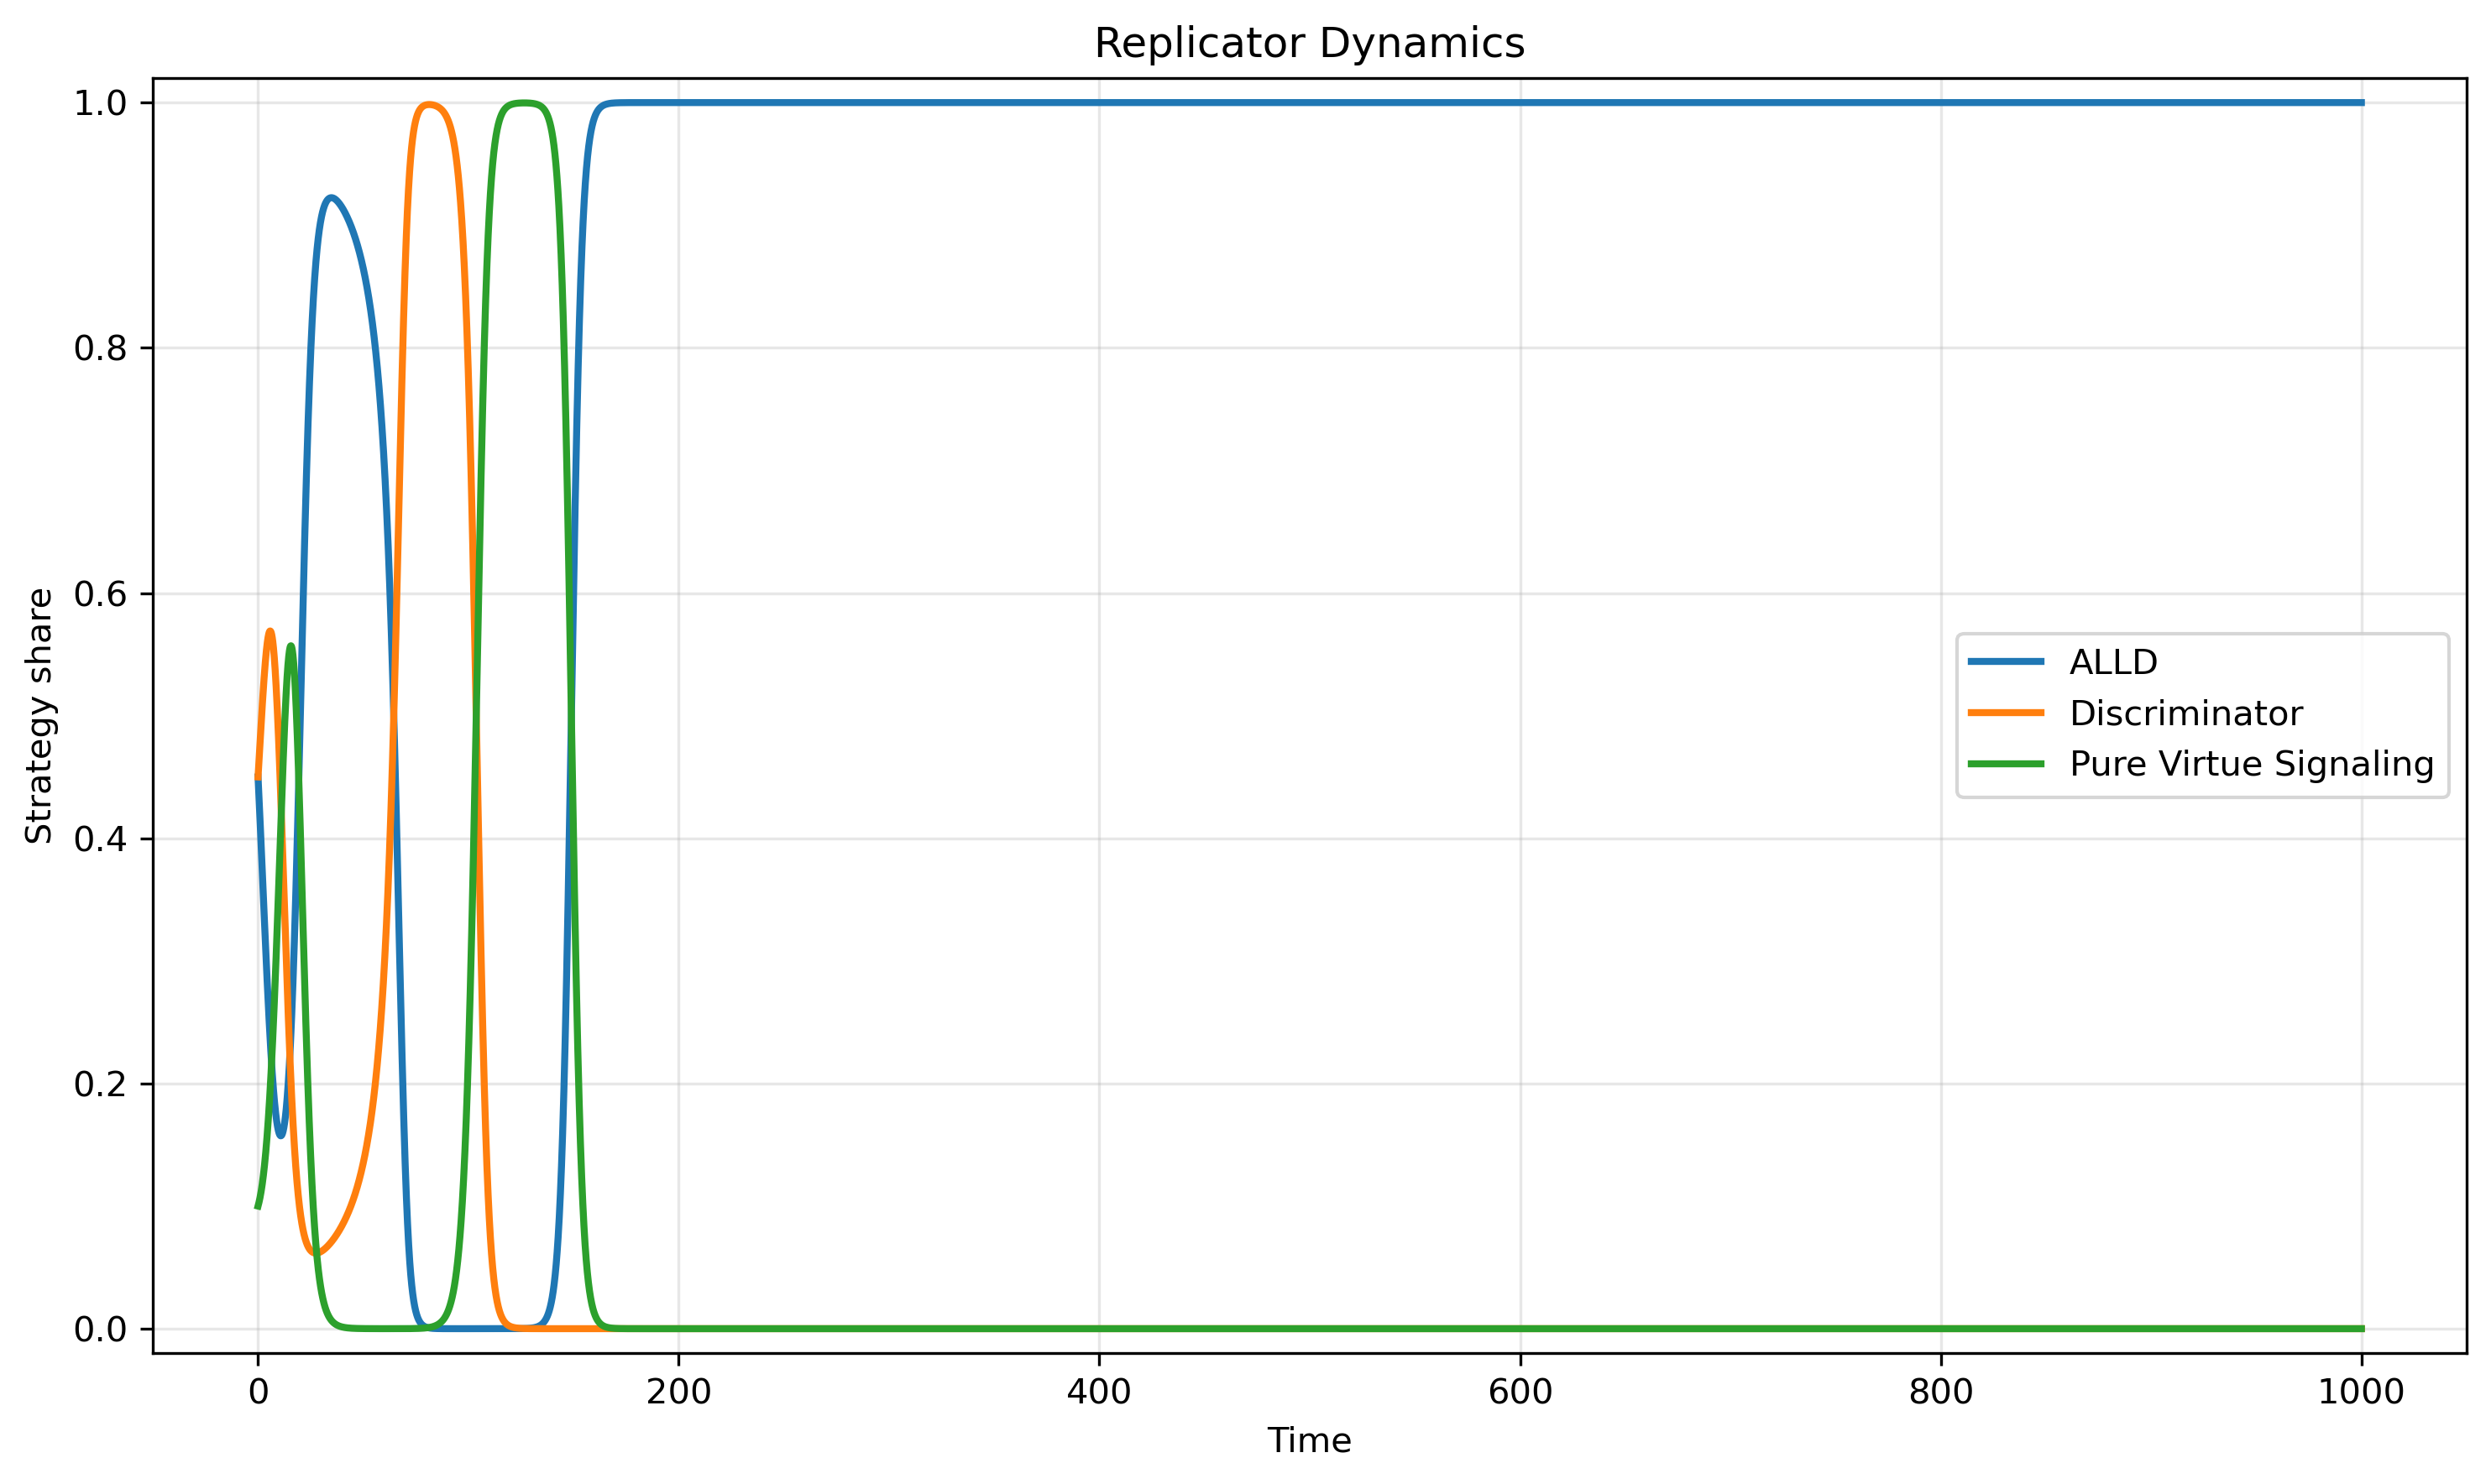 Replicator Dynamics
1.0
0.8
0.6
0.4
0.2
0.0
Strategy share
ALLD
Discriminator
Pure Virtue Signaling
0 200 400 600 800 1000
Time